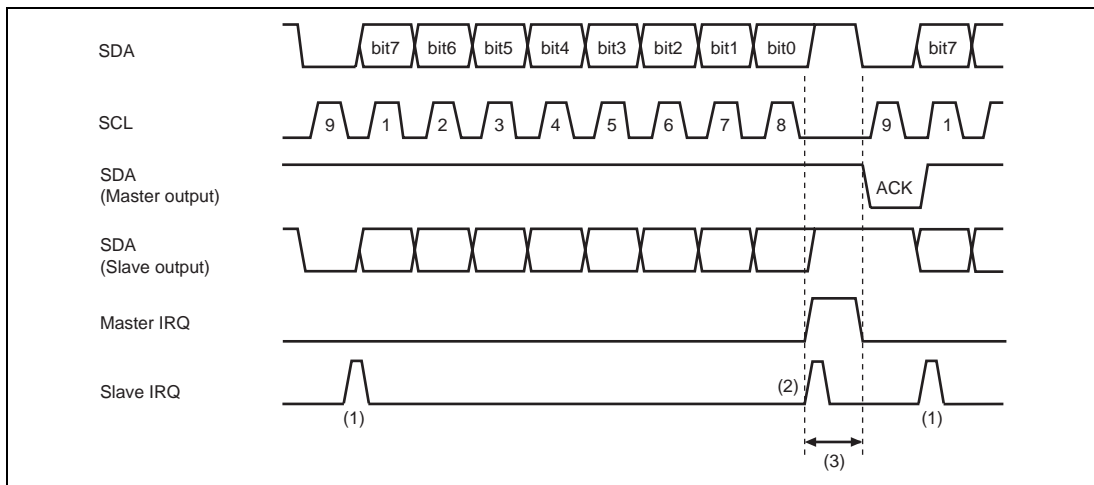 SDA bit7 bit6 bit5 bit4 bit3 bit2 bit1 bit0 bit7
SCL 9 1 2 3 4 5 6 7 8 9 1
SDA
(Master output) ACK
SDA
(Slave output)
Master IRQ
Slave IRQ (2)
(1) (1)
(3)